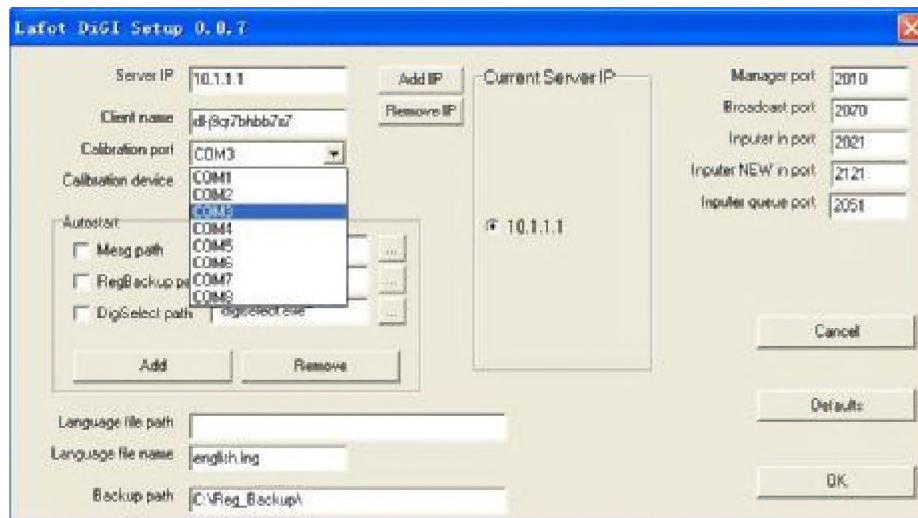 Lafot DiGI Setup 0.0.7
Server IP 10.1.1.1 Add IP
Remove IP
Client name
Calibration port COM3
Calibration device
COM1
COM2
COM3
COM4
COM5
COM6
COM7
COM8
Current Server IP
10.1.1.1
Manager port 2010
Broadcast port 2070
Inputer in port 2021
Inputer NEW in port 2121
Inputer queue port 2051
Autostart
Mesg path ...
RegBackup pa ...
DigiSelect path digiselect.exe ...
Add Remove
Language file path
Language file name english.lng
Backup path C:\Reg_Backup\
Cancel
Defaults
OK